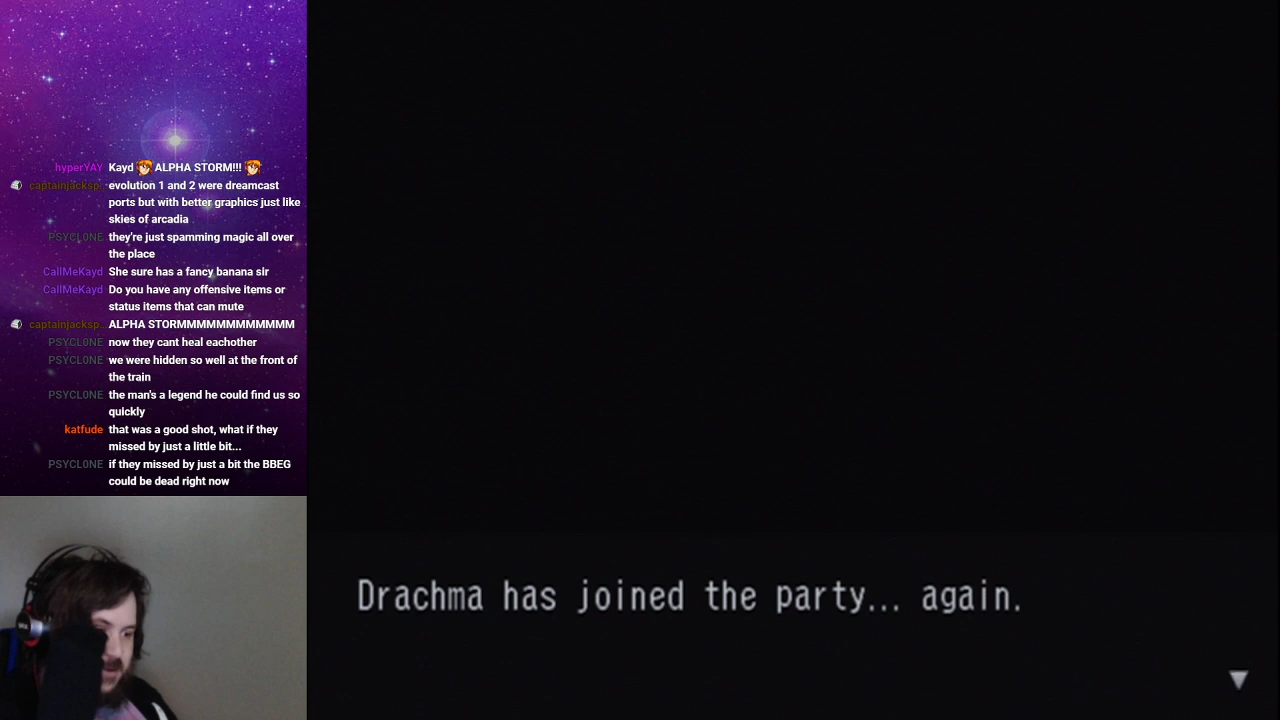 hyperYAY Kayd ALPHA STORM!!!
captainjacksp.. evolution 1 and 2 were dreamcast
ports but with better graphics just like
skies of arcadia
PSYCL0NE they're just spamming magic all over
the place
CallMeKayd She sure has a fancy banana sir
CallMeKayd Do you have any offensive items or
status items that can mute
captainjacksp.. ALPHA STORMMMMMMMMMMMM
PSYCL0NE now they cant heal eachother
PSYCL0NE we were hidden so well at the front of
the train
PSYCL0NE the man's a legend he could find us so
quickly
katfude that was a good shot, what if they
missed by just a little bit...
PSYCL0NE if they missed by just a bit the BBEG
could be dead right now
Drachma has joined the party... again.